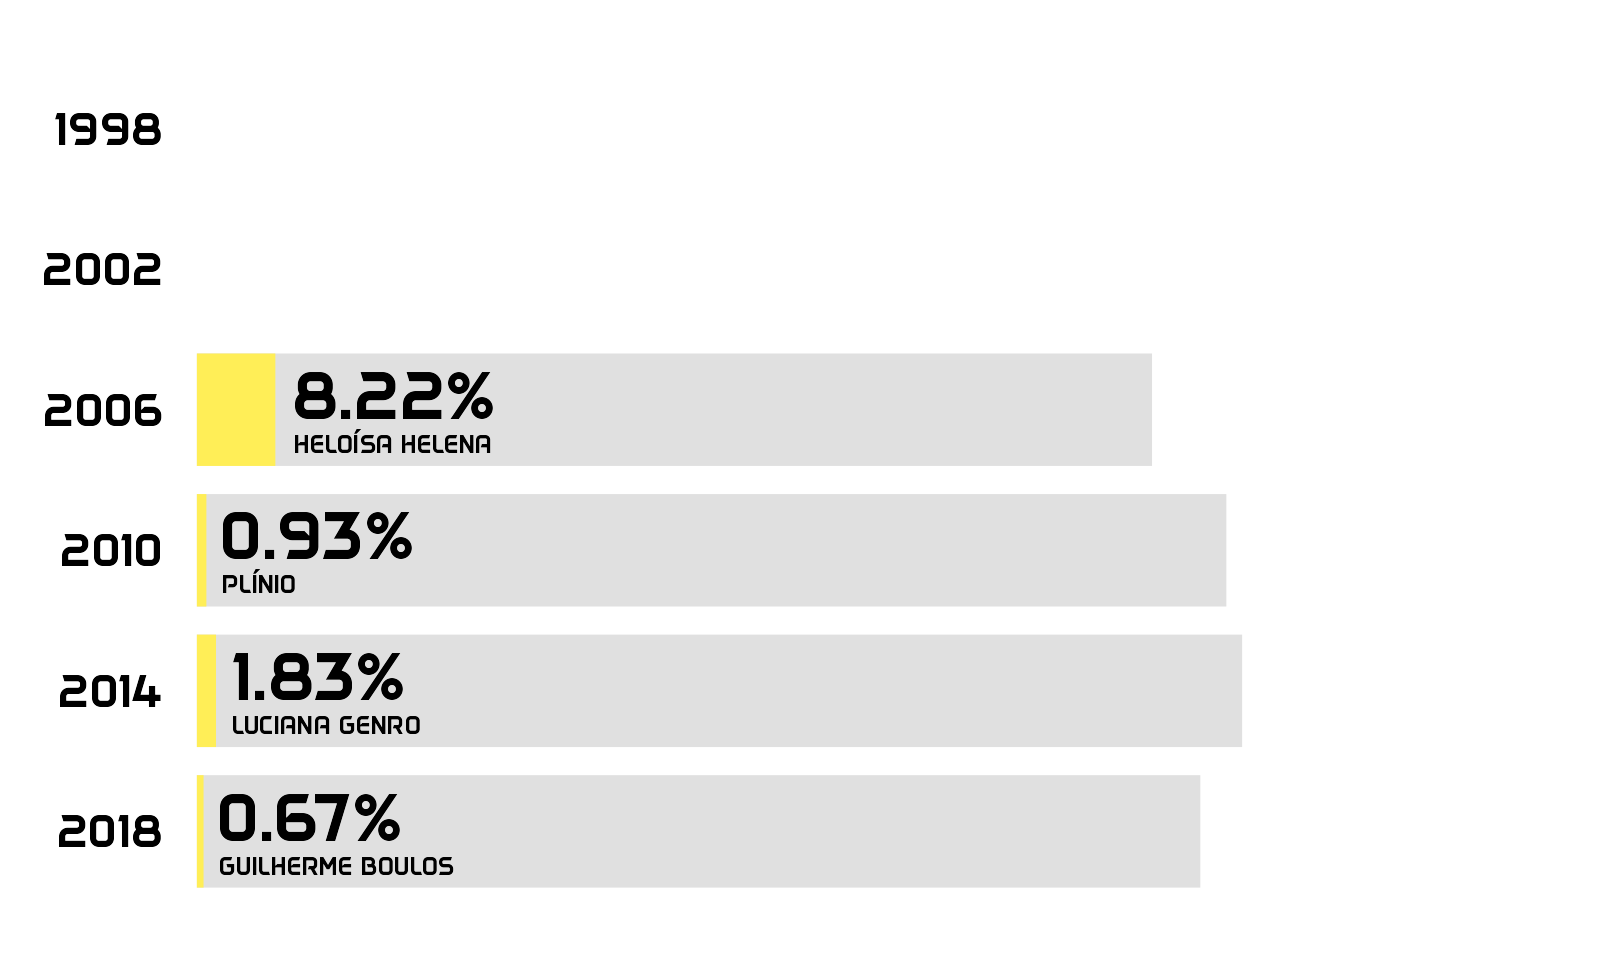 1998
2002
2006
8.22%
HELOÍSA HELENA
2010
0.93%
PLÍNIO
2014
1.83%
LUCIANA GENRO
2018
0.67%
GUILHERME BOULOS